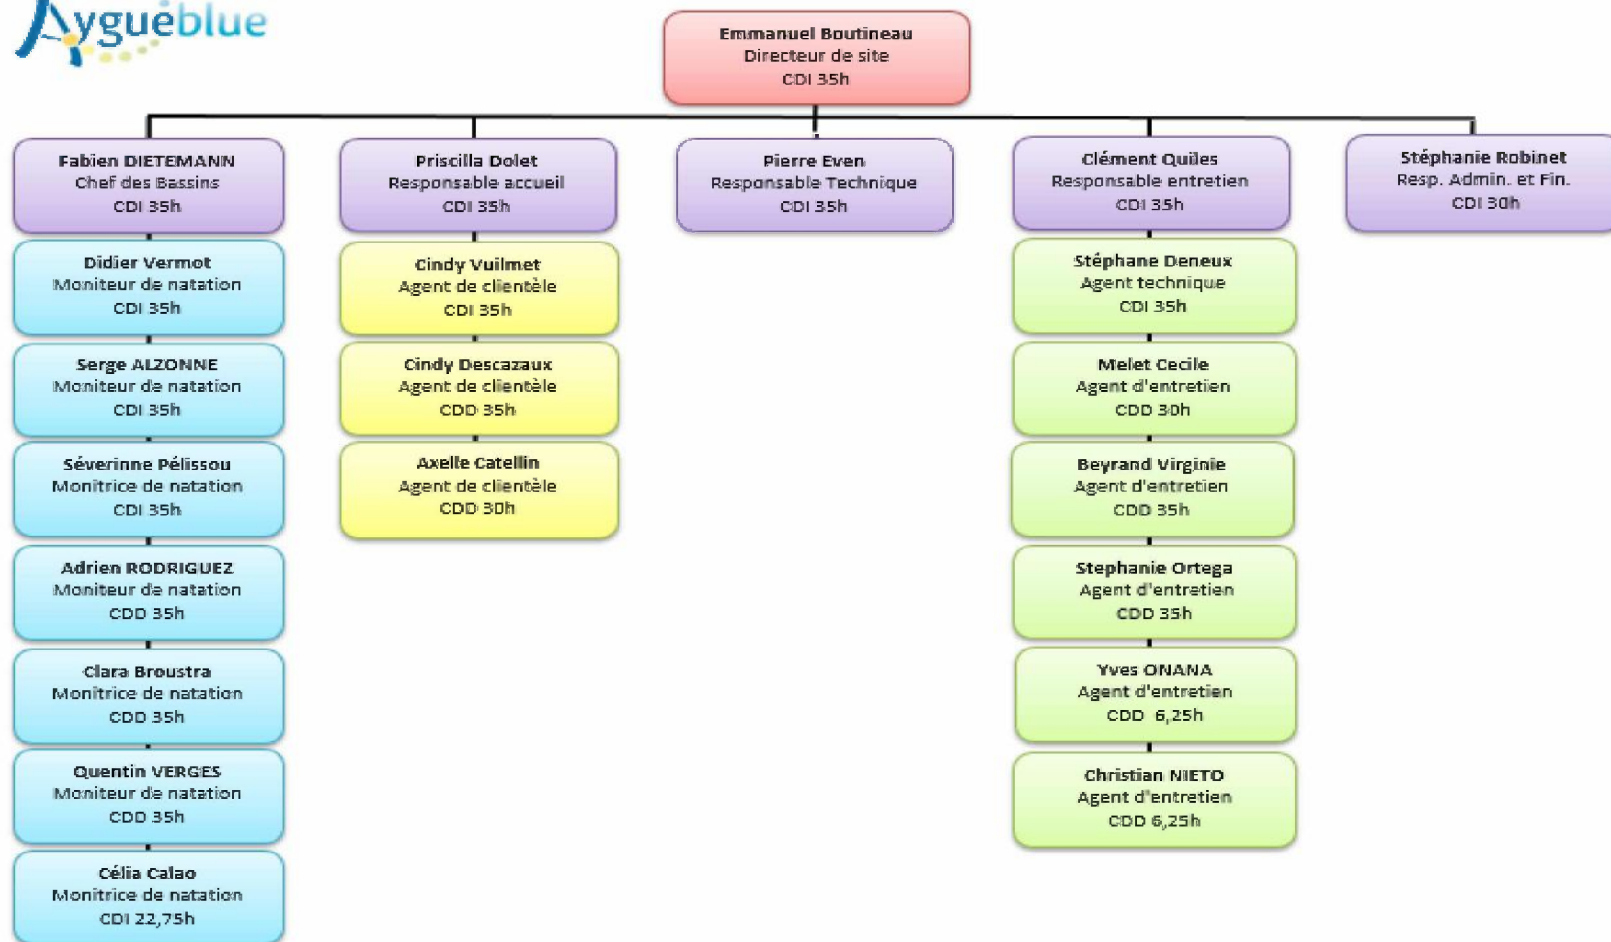 Ayguéblue
Emmanuel Boutineau
Directeur de site
CDI 35h
Fabien DIETEMANN
Chef des Bassins
CDI 35h
Priscilla Dolet
Responsable accueil
CDI 35h
Pierre Even
Responsable Technique
CDI 35h
Clément Quiles
Responsable entretien
CDI 35h
Stéphanie Robinet
Resp. Admin. et Fin.
CDI 30h
Didier Vermot
Moniteur de natation
CDI 35h
Serge ALZONNE
Moniteur de natation
CDI 35h
Séverinne Pélissou
Monitrice de natation
CDI 35h
Adrien RODRIGUEZ
Moniteur de natation
CDD 35h
Clara Broustra
Monitrice de natation
CDD 35h
Quentin VERGES
Moniteur de natation
CDD 35h
Célia Calao
Monitrice de natation
CDI 22,75h
Cindy Vuilmet
Agent de clientèle
CDI 35h
Cindy Descazaux
Agent de clientèle
CDD 35h
Axelle Catellin
Agent de clientèle
CDD 30h
Stéphane Deneux
Agent technique
CDI 35h
Melet Cecile
Agent d'entretien
CDD 30h
Beyrand Virginie
Agent d'entretien
CDD 35h
Stephanie Ortega
Agent d'entretien
CDD 35h
Yves ONANA
Agent d'entretien
CDD 6,25h
Christian NIETO
Agent d'entretien
CDD 6,25h